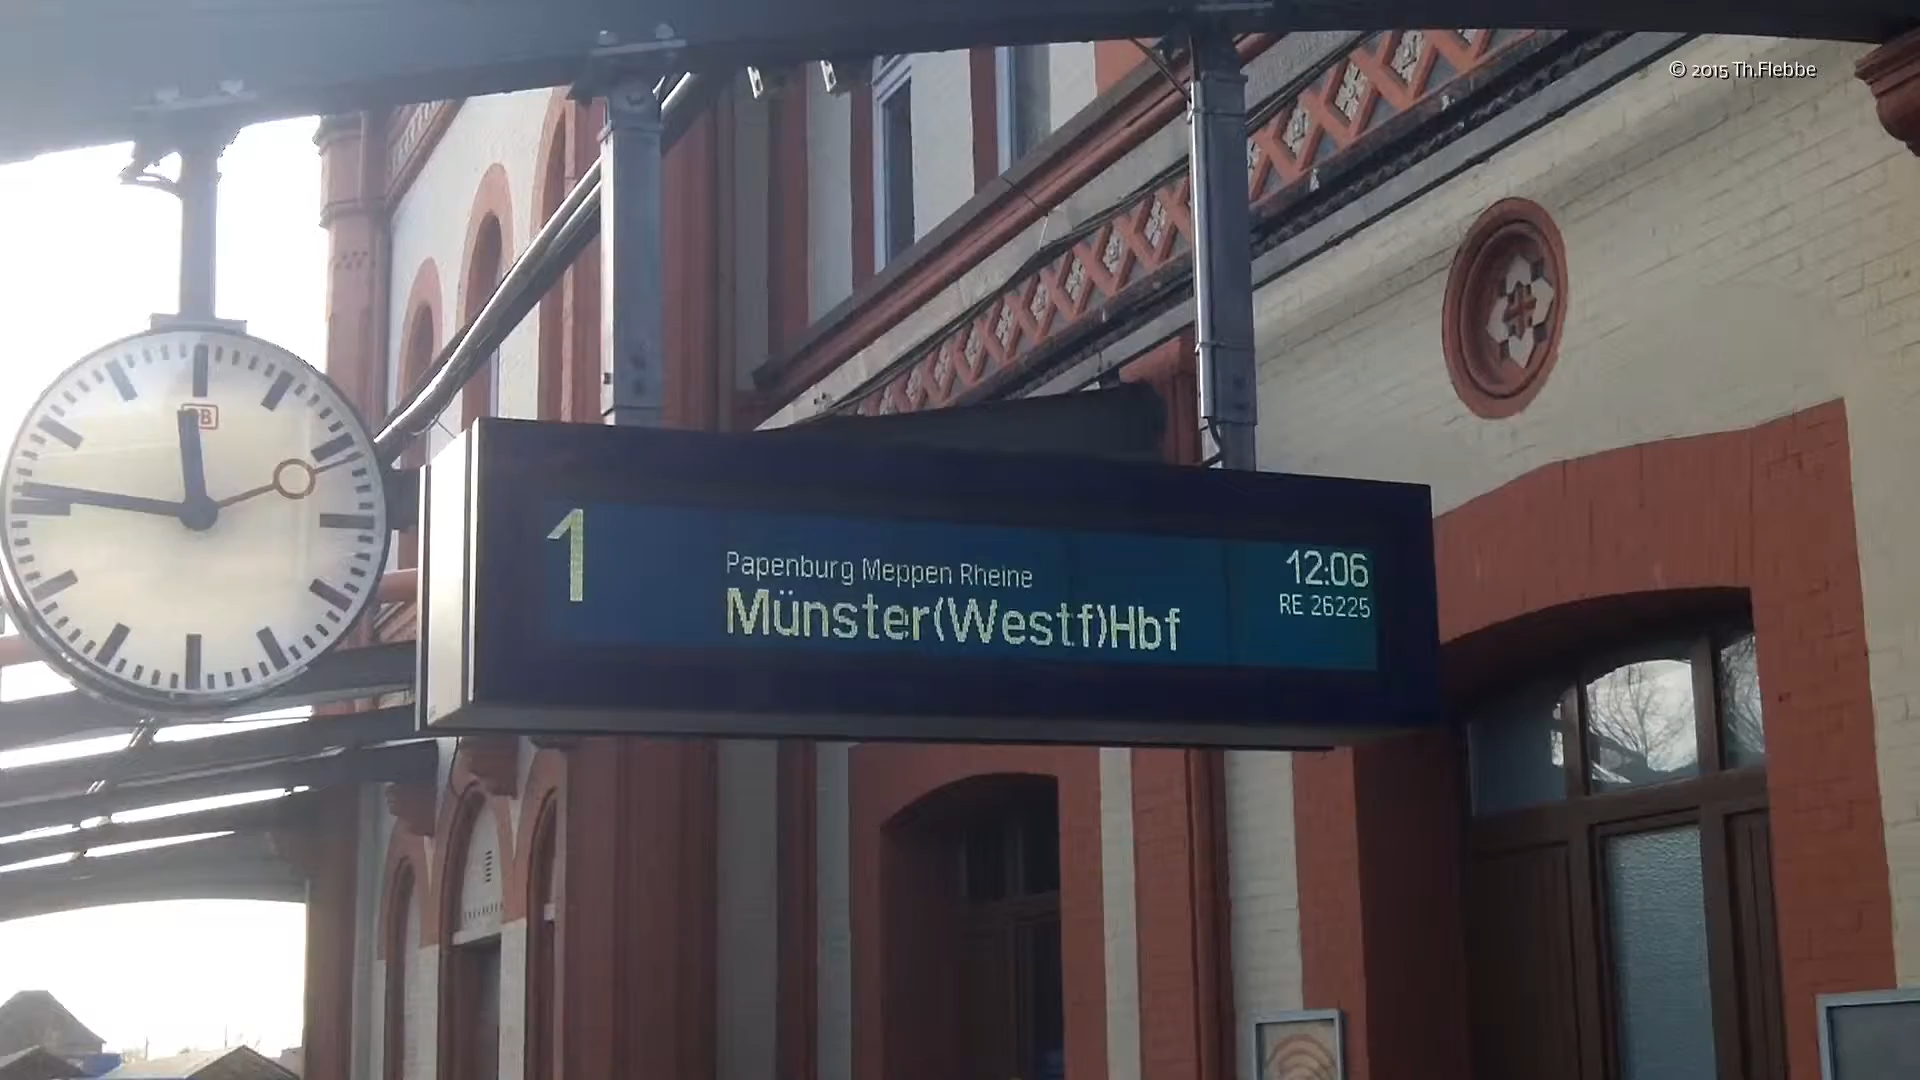 © 2015 Th.Flebbe
DB
1
Papenburg Meppen Rheine
Münster(Westf)Hbf
12:06
RE 26225